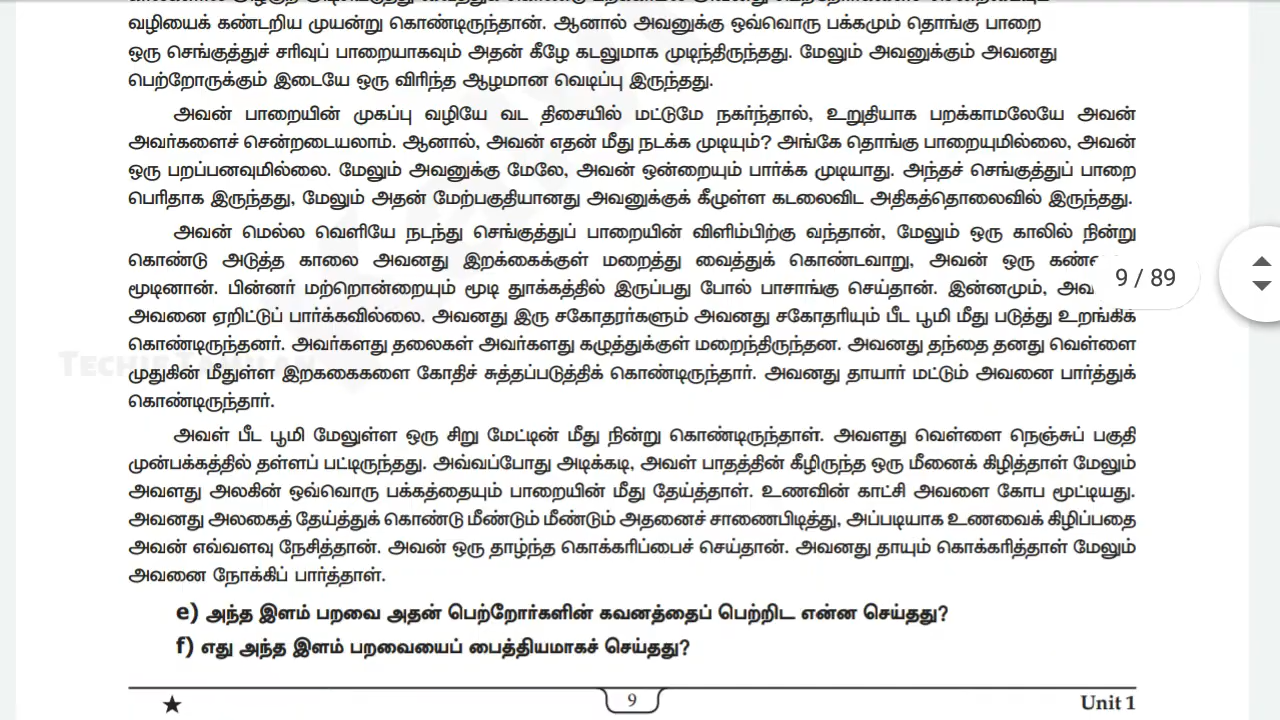 வழியைக் கண்டறிய முயன்று கொண்டிருந்தான். ஆனால் அவனுக்கு ஒவ்வொரு பக்கமும் தொங்கு பாறை
ஒரு செங்குத்துச் சரிவுப் பாறையாகவும் அதன் கீழே கடலுமாக முடிந்திருந்தது. மேலும் அவனுக்கும் அவனது
பெற்றோருக்கும் இடையே ஒரு விரிந்த ஆழமான வெடிப்பு இருந்தது.
அவன் பாறையின் முகப்பு வழியே வட திசையில் மட்டுமே நகர்ந்தால், உறுதியாக பறக்காமலேயே அவன்
அவர்களைச் சென்றடையலாம். ஆனால், அவன் எதன் மீது நடக்க முடியும்? அங்கே தொங்கு பாறையுமில்லை, அவன்
ஒரு பறப்பனவுமில்லை. மேலும் அவனுக்கு மேலே, அவன் ஒன்றையும் பார்க்க முடியாது. அந்தச் செங்குத்துப் பாறை
பெரிதாக இருந்தது, மேலும் அதன் மேற்பகுதியானது அவனுக்குக் கீழுள்ள கடலைவிட அதிகத்தொலைவில் இருந்தது.
அவன் மெல்ல வெளியே நடந்து செங்குத்துப் பாறையின் விளிம்பிற்கு வந்தான், மேலும் ஒரு காலில் நின்று
கொண்டு அடுத்த காலை அவனது இறக்கைக்குள் மறைத்து வைத்துக் கொண்டவாறு, அவன் ஒரு
9 / 89
மூடினான். பின்னர் மற்றொன்றையும் மூடி தூக்கத்தில் இருப்பது போல் பாசாங்கு செய்தான். இன்னமும்,
அவனை ஏறிட்டுப் பார்க்கவில்லை. அவனது இரு சகோதரர்களும் அவனது சகோதரியும் பீட பூமி மீது படுத்து உறங்கிக்
கொண்டிருந்தனர். அவர்களது தலைகள் அவர்களது கழுத்துக்குள் மறைந்திருந்தன. அவனது தந்தை தனது வெள்ளை
TECHIE TAMILAN
முதுகின் மீதுள்ள இறககைகளை கோதிச் சுத்தப்படுத்திக் கொண்டிருந்தார். அவனது தாயார் மட்டும் அவனை பார்த்துக்
கொண்டிருந்தார்.
அவள் பீட பூமி மேலுள்ள ஒரு சிறு மேட்டின் மீது நின்று கொண்டிருந்தாள். அவளது வெள்ளை நெஞ்சுப் பகுதி
முன்பக்கத்தில் தள்ளப் பட்டிருந்தது. அவ்வப்போது அடிக்கடி, அவள் பாதத்தின் கீழிருந்த ஒரு மீனைக் கிழித்தாள் மேலும்
அவளது அலகின் ஒவ்வொரு பக்கத்தையும் பாறையின் மீது தேய்த்தாள். உணவின் காட்சி அவளை கோப மூட்டியது.
அவனது அலகைத் தேய்த்துக் கொண்டு மீண்டும் மீண்டும் அதனைச் சாணைபிடித்து, அப்படியாக உணவைக் கிழிப்பதை
அவன் எவ்வளவு நேசித்தான். அவன் ஒரு தாழ்ந்த கொக்கரிப்பைச் செய்தான். அவனது தாயும் கொக்கரித்தாள் மேலும்
அவனை நோக்கிப் பார்த்தாள்.
e) அந்த இளம் பறவை அதன் பெற்றோர்களின் கவனத்தைப் பெற்றிட என்ன செய்தது?
f) எது அந்த இளம் பறவையைப் பைத்தியமாகச் செய்தது?
★ 9 Unit 1